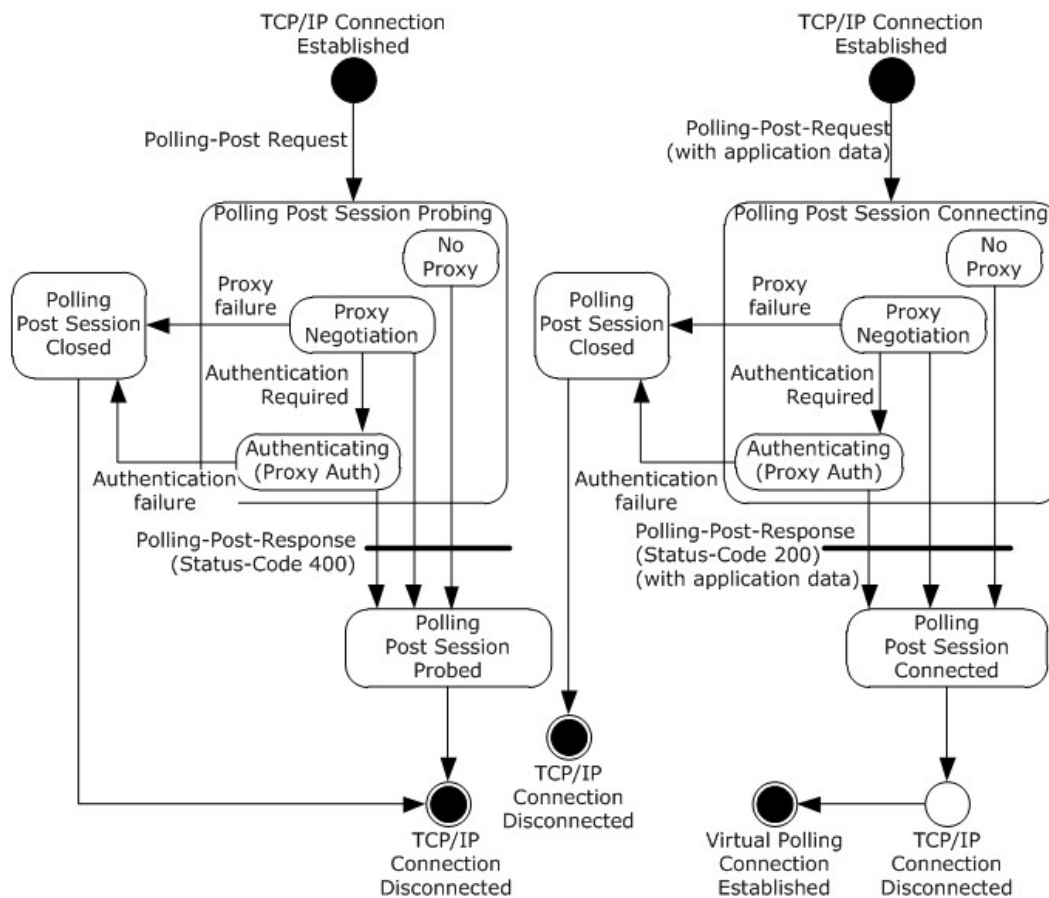 TCP/IP Connection
Established
Polling-Post Request
Polling Post Session Probing
No
Proxy
Proxy
failure
Polling
Post Session
Closed
Proxy
Negotiation
Authentication
Required
Authenticating
(Proxy Auth)
Authentication
failure
Polling-Post-Response
(Status-Code 400)
Polling
Post Session
Probed
TCP/IP
Connection
Disconnected
TCP/IP Connection
Established
Polling-Post-Request
(with application data)
Polling Post Session Connecting
No
Proxy
Proxy
failure
Polling
Post Session
Closed
Proxy
Negotiation
Authentication
Required
Authenticating
(Proxy Auth)
Authentication
failure
Polling-Post-Response
(Status-Code 200)
(with application data)
Polling
Post Session
Connected
TCP/IP
Connection
Disconnected
Virtual Polling
Connection
Established
TCP/IP
Connection
Disconnected